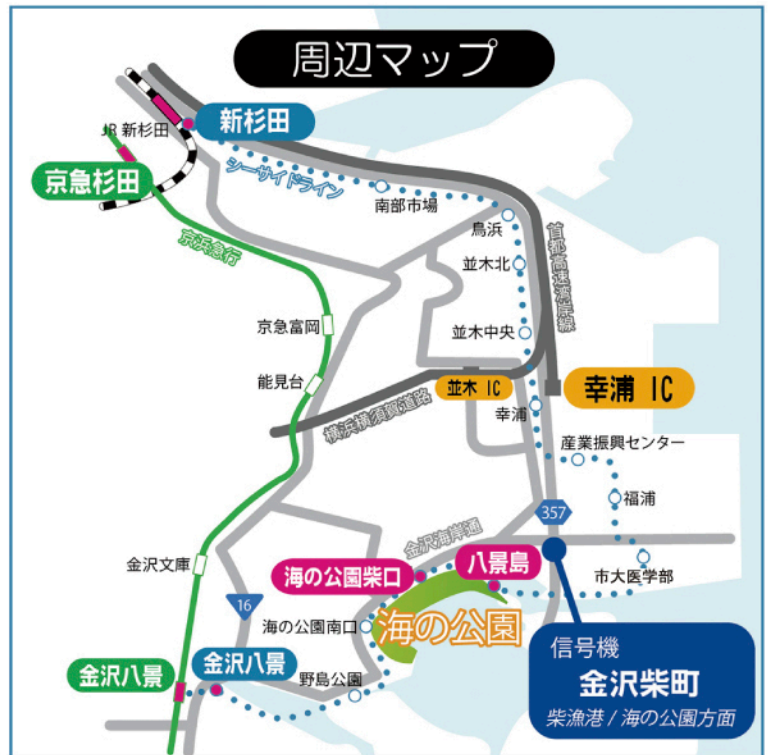 周辺マップ
JR 新杉田
新杉田
京急杉田
シーサイドライン
南部市場
鳥浜
京浜急行
首都高速湾岸線
並木北
京急富岡
並木中央
能見台
並木 IC
幸浦 IC
幸浦
横浜横須賀道路
産業振興センター
福浦
357
金沢海岸通
金沢文庫
海の公園柴口
八景島
市大医学部
16
海の公園南口
海の公園
信号機
金沢柴町
柴漁港 / 海の公園方面
金沢八景
金沢八景
野島公園